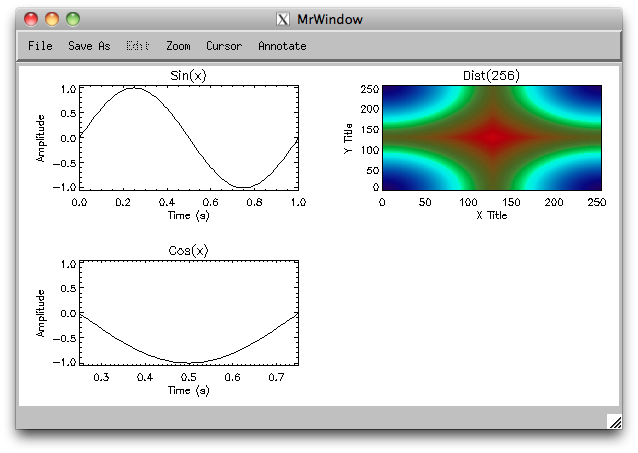 X MrWindow
File Save As Edit Zoom Cursor Annotate
Sin(x)
1.0
0.5
0.0
−0.5
−1.0
Amplitude
0.0 0.2 0.4 0.6 0.8 1.0
Time (s)
Dist(256)
250
200
150
100
50
0
Y Title
0 50 100 150 200 250
X Title
Cos(x)
1.0
0.5
0.0
−0.5
−1.0
Amplitude
0.3 0.4 0.5 0.6 0.7
Time (s)